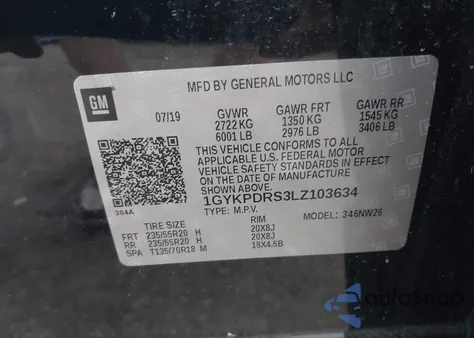 MFD BY GENERAL MOTORS LLC
GM
07/19 GVWR GAWR FRT GAWR RR
2722 KG 1350 KG 1545 KG
6001 LB 2976 LB 3406 LB
THIS VEHICLE CONFORMS TO ALL
APPLICABLE U.S. FEDERAL MOTOR
VEHICLE SAFETY STANDARDS IN EFFECT
ON THE DATE OF MANUFACTURE
SHOWN ABOVE.
1GYKPDRS3LZ103634
384A TYPE: M.P.V. MODEL: 346NW26
TIRE SIZE RIM
FRT 235/55R20 H 20X8J
RR 235/55R20 H 20X8J
SPA T135/70R18 M 18X4.5B
autoSnap